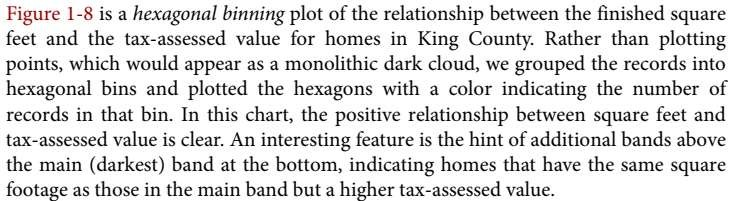 Figure 1-8 is a hexagonal binning plot of the relationship between the finished square
feet and the tax-assessed value for homes in King County. Rather than plotting
points, which would appear as a monolithic dark cloud, we grouped the records into
hexagonal bins and plotted the hexagons with a color indicating the number of
records in that bin. In this chart, the positive relationship between square feet and
tax-assessed value is clear. An interesting feature is the hint of additional bands above
the main (darkest) band at the bottom, indicating homes that have the same square
footage as those in the main band but a higher tax-assessed value.